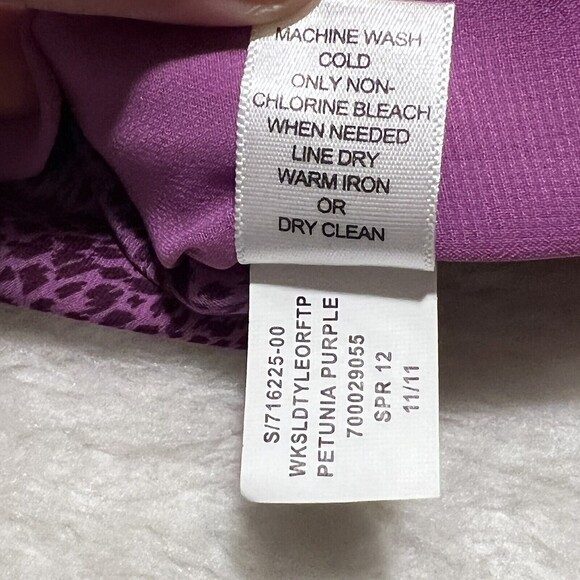 MACHINE WASH
COLD
ONLY NON-
CHLORINE BLEACH
WHEN NEEDED
LINE DRY
WARM IRON
OR
DRY CLEAN
S/716225-00
WKSLDTYLEORFTP
PETUNIA PURPLE
700029055
SPR 12
11/11